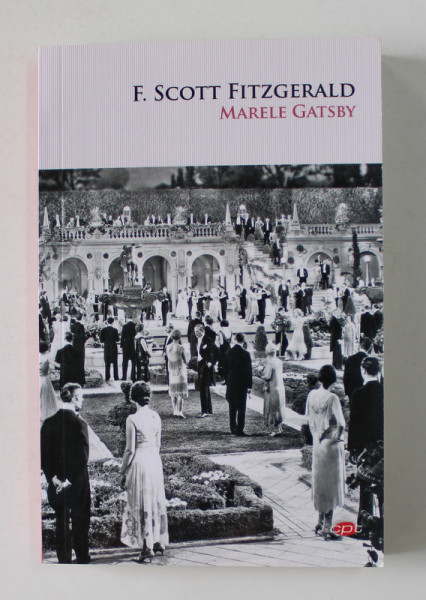 F. SCOTT FITZGERALD
MARELE GATSBY
cpt